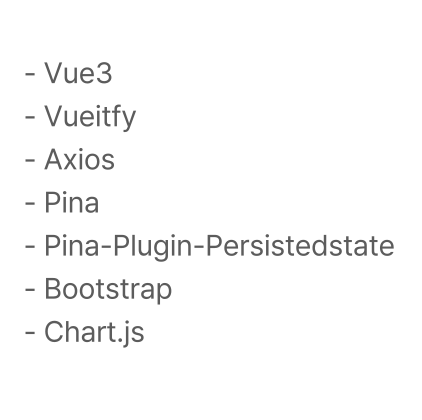 - Vue3
- Vueitfy
- Axios
- Pina
- Pina-Plugin-Persistedstate
- Bootstrap
- Chart.js